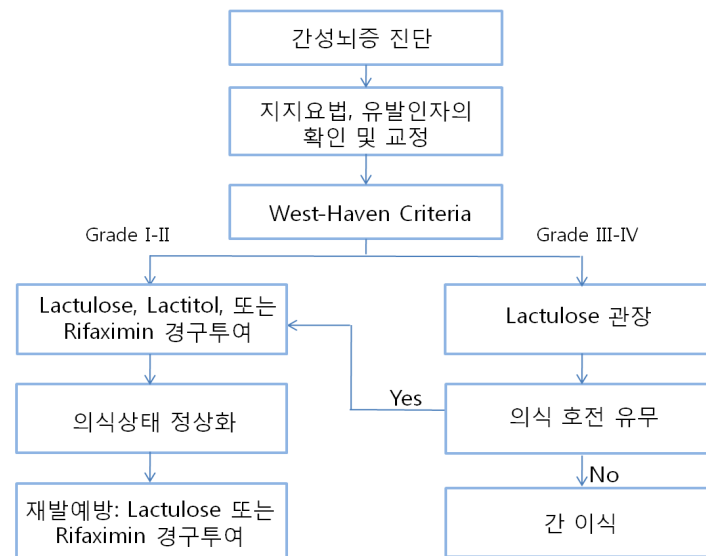 간성뇌증 진단
지지요법, 유발인자의
확인 및 교정
West-Haven Criteria
Grade I-II
Grade III-IV
Lactulose, Lactitol, 또는
Rifaximin 경구투여
Lactulose 관장
의식상태 정상화
Yes
의식 호전 유무
No
재발예방: Lactulose 또는
Rifaximin 경구투여
간 이식